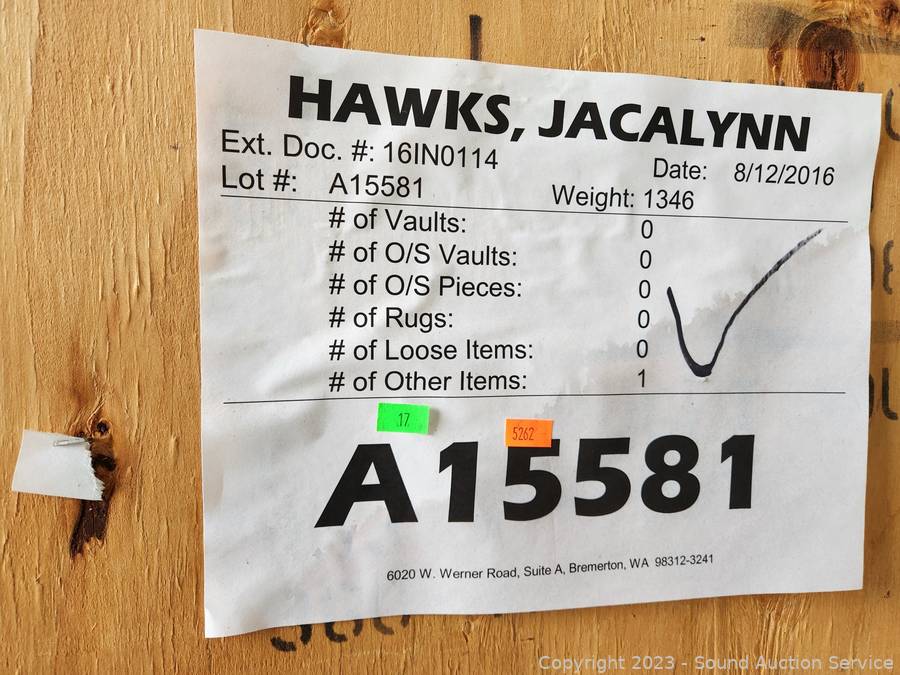 HAWKS, JACALYNN
Ext. Doc. #: 16IN0114
Date: 8/12/2016
Lot #: A15581
Weight: 1346
# of Vaults: 0
# of O/S Vaults: 0
# of O/S Pieces: 0
# of Rugs: 0
# of Loose Items: 0
# of Other Items: 1
17
5262
A15581
6020 W. Werner Road, Suite A, Bremerton, WA 98312-3241
Copyright 2023 - Sound Auction Service